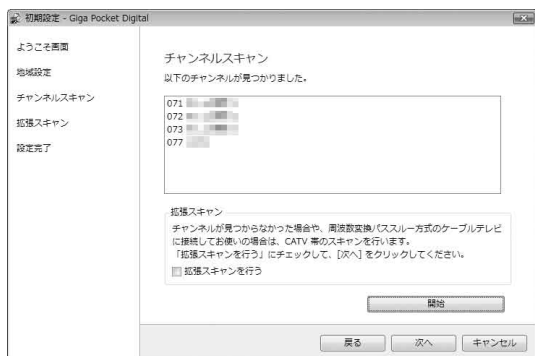 初期設定 - Giga Pocket Digital
ようこそ画面
地域設定
チャンネルスキャン
拡張スキャン
設定完了
チャンネルスキャン
以下のチャンネルが見つかりました。
071
072
073
077
拡張スキャン
チャンネルが見つからなかった場合や、周波数変換パススルー方式のケーブルテレビ
に接続してお使いの場合は、CATV 帯のスキャンを行います。
「拡張スキャンを行う」にチェックして、[次へ] をクリックしてください。
拡張スキャンを行う
開始
戻る
次へ
キャンセル